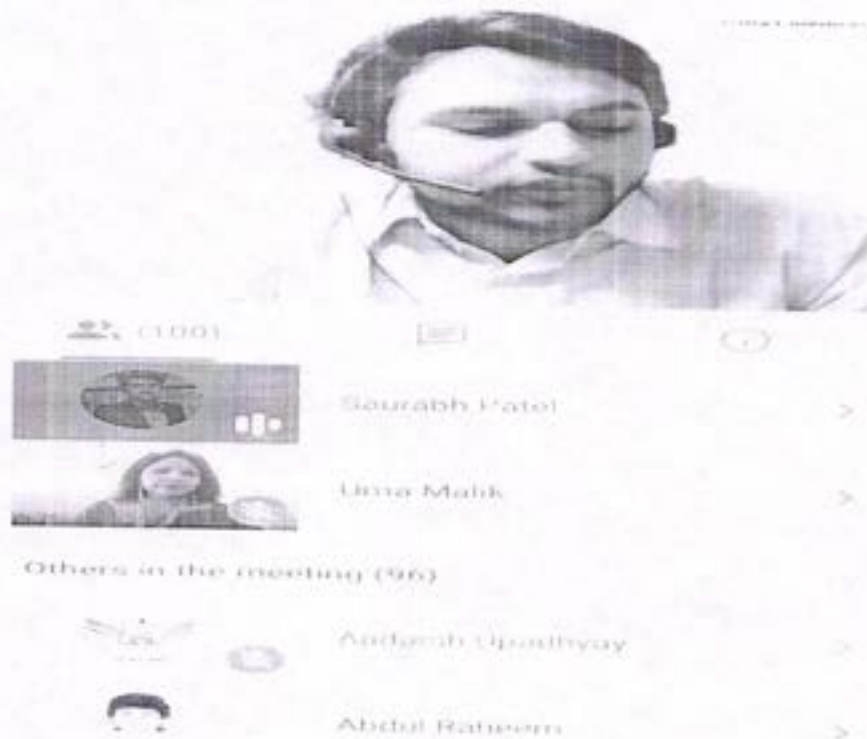 (100)
Saurabh Patel
Uma Malik
Others in the meeting (96)
Aadarsh Upadhyay
Abdul Raheem